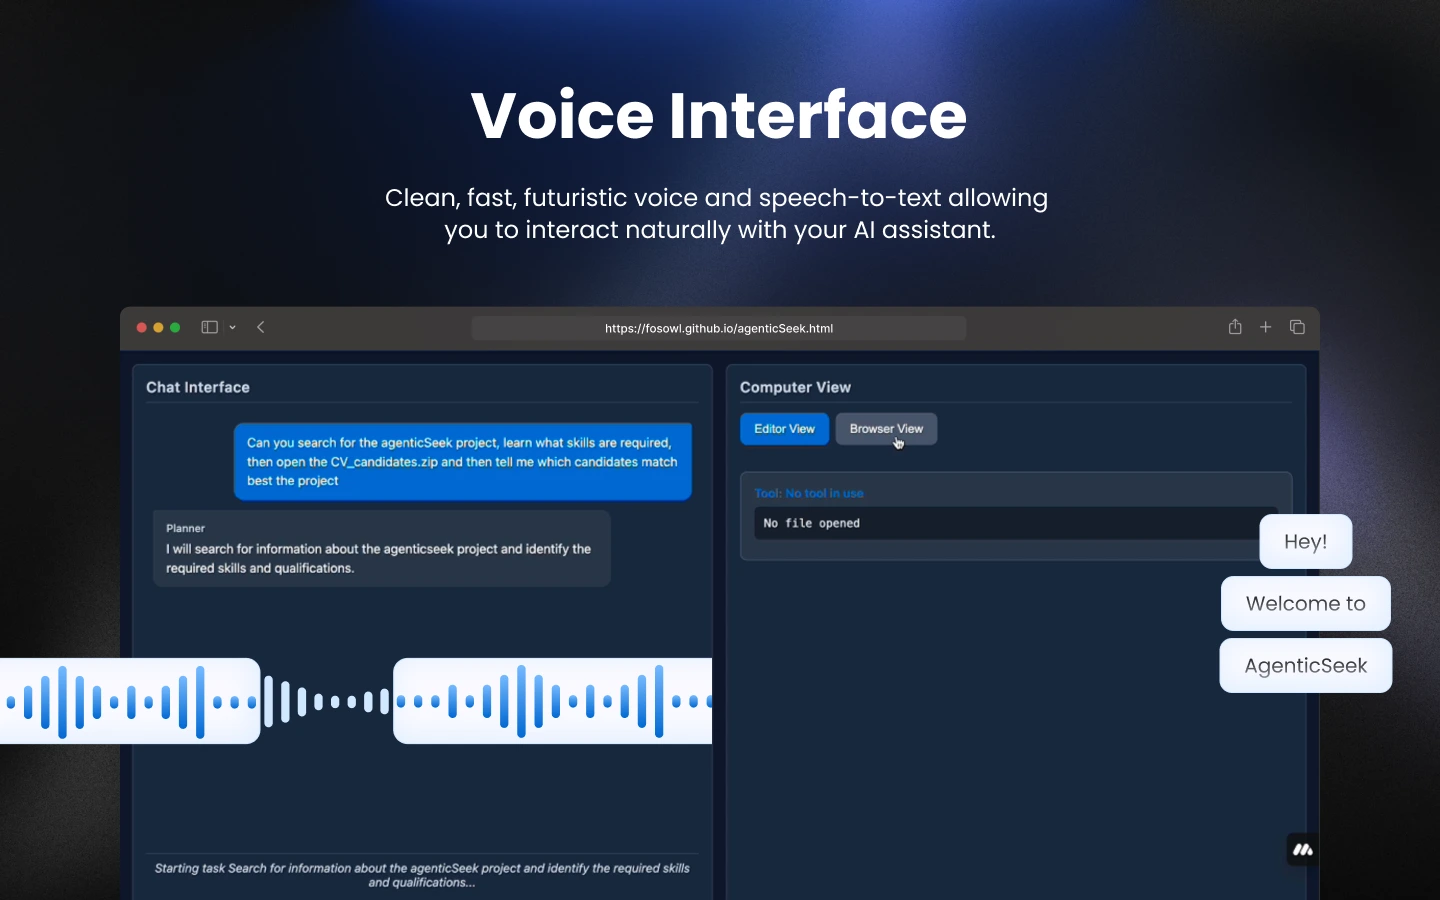 Voice Interface
Clean, fast, futuristic voice and speech-to-text allowing
you to interact naturally with your AI assistant.
https://fosowl.github.io/agenticSeek.html
Chat Interface
Can you search for the agenticSeek project, learn what skills are required,
then open the CV_candidates.zip and then tell me which candidates match
best the project
Planner
I will search for information about the agenticseek project and identify the
required skills and qualifications.
Starting task Search for information about the agenticSeek project and identify the required skills
and qualifications...
Computer View
Editor View
Browser View
Tool: No tool in use
No file opened
Hey!
Welcome to
AgenticSeek